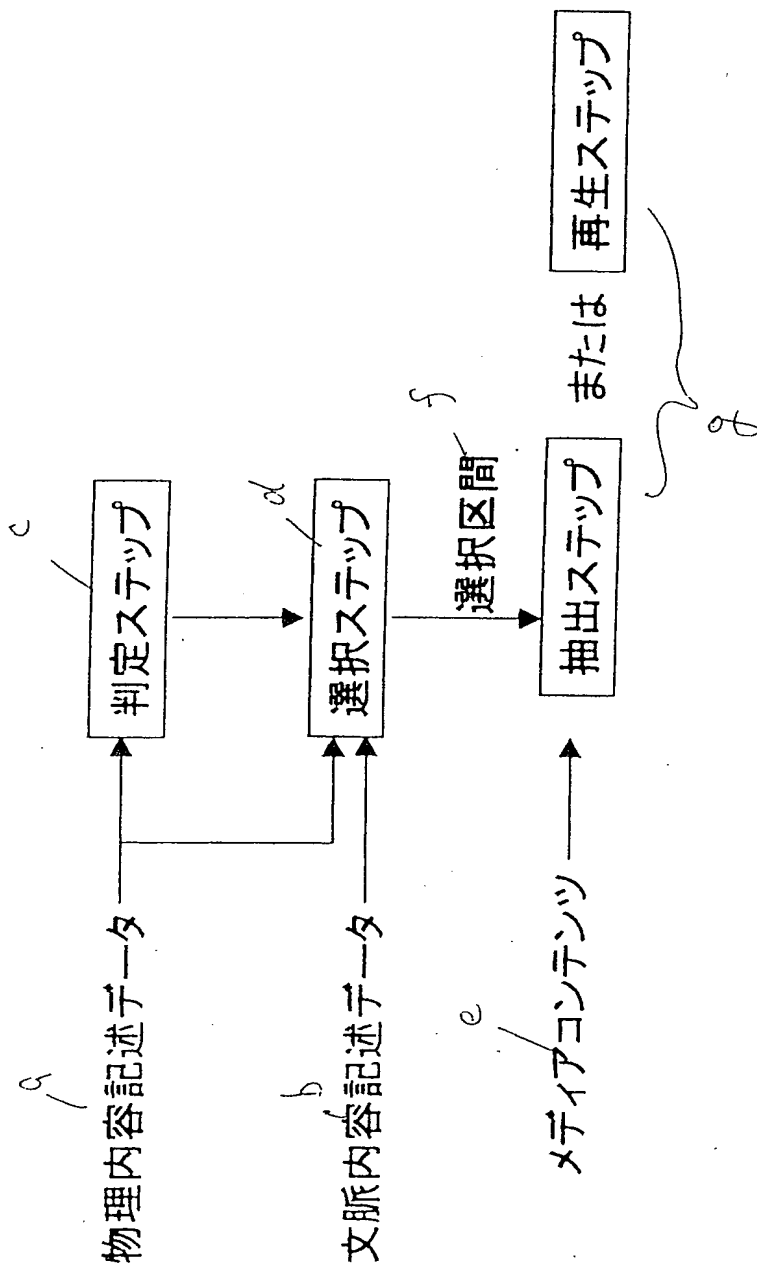 a
物理内容記述データ
c
判定ステップ
b
文脈内容記述データ
d
選択ステップ
f
選択区間
e
メディアコンテンツ
抽出ステップ
または
再生ステップ
g